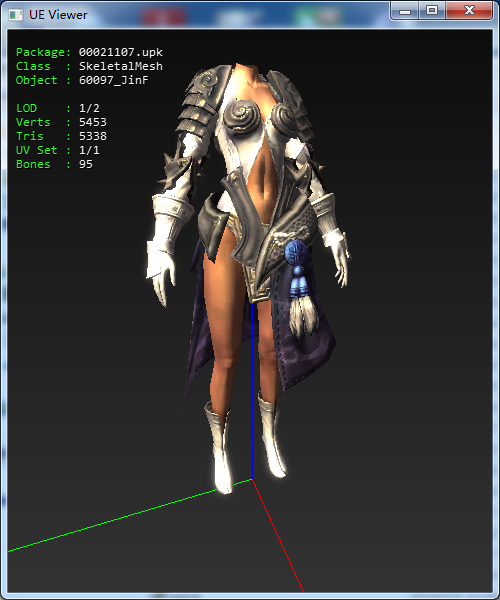 UE Viewer
Package: 00021107.upk
Class : SkeletalMesh
Object : 60097_JinF
LOD : 1/2
Verts : 5453
Tris : 5338
UV Set : 1/1
Bones : 95